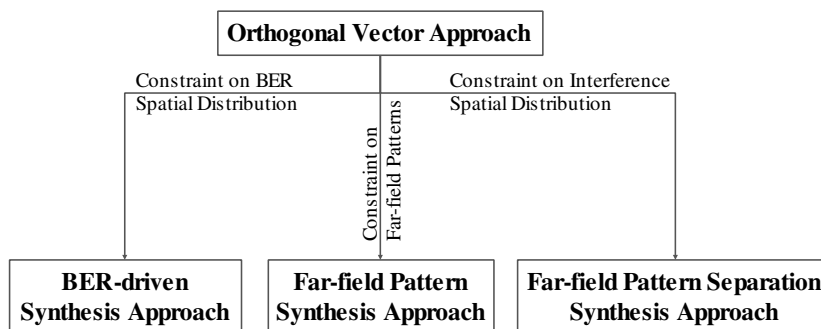 Orthogonal Vector Approach
Constraint on BER
Spatial Distribution
Constraint on
Far-field Patterns
Constraint on Interference
Spatial Distribution
BER-driven
Synthesis Approach
Far-field Pattern
Synthesis Approach
Far-field Pattern Separation
Synthesis Approach